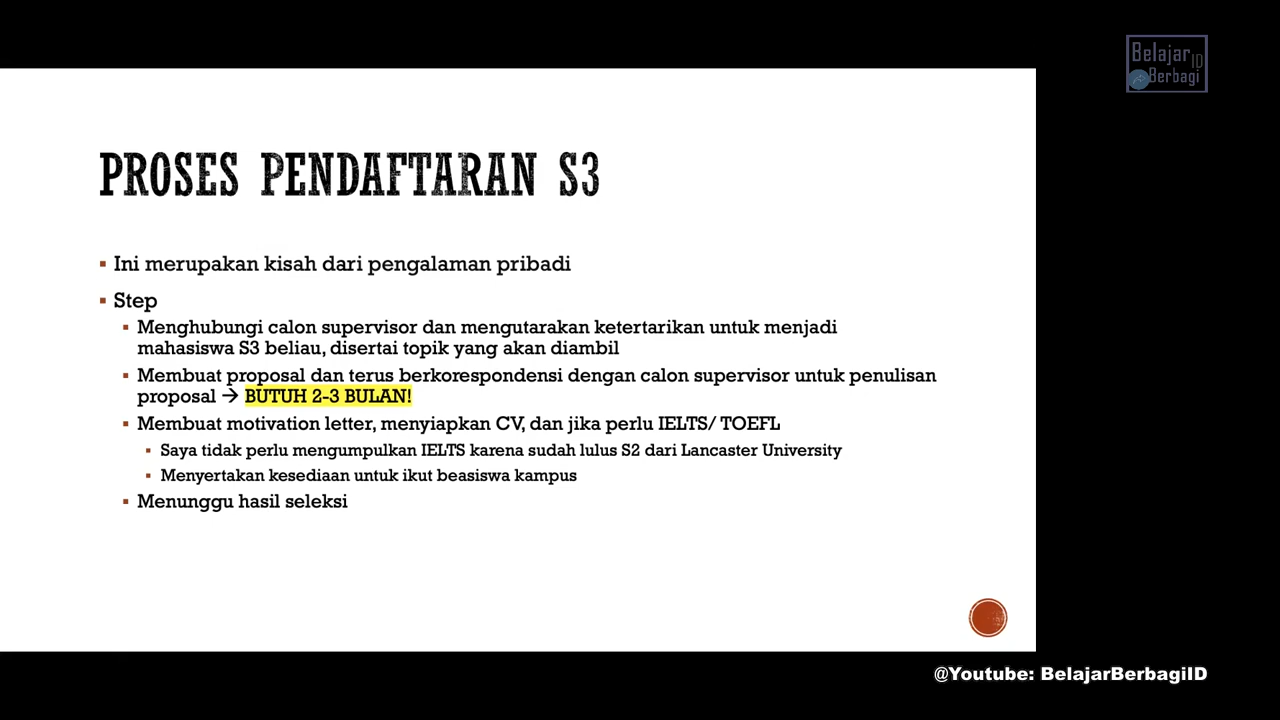 Belajar ID
Berbagi
PROSES PENDAFTARAN S3
▪ Ini merupakan kisah dari pengalaman pribadi
▪ Step
▪ Menghubungi calon supervisor dan mengutarakan ketertarikan untuk menjadi
mahasiswa S3 beliau, disertai topik yang akan diambil
▪ Membuat proposal dan terus berkorespondensi dengan calon supervisor untuk penulisan
proposal → BUTUH 2-3 BULAN!
▪ Membuat motivation letter, menyiapkan CV, dan jika perlu IELTS/ TOEFL
▪ Saya tidak perlu mengumpulkan IELTS karena sudah lulus S2 dari Lancaster University
▪ Menyertakan kesediaan untuk ikut beasiswa kampus
▪ Menunggu hasil seleksi
@Youtube: BelajarBerbagiID